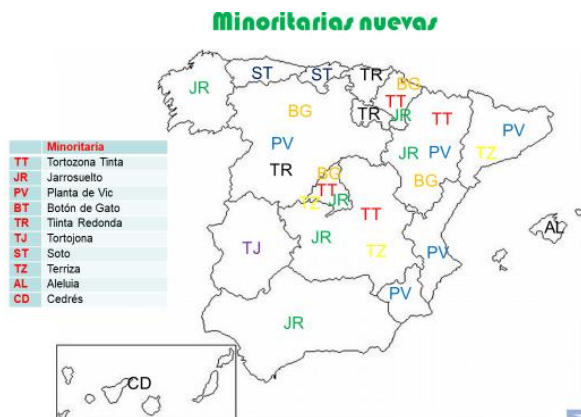 Minoritarias nuevas
JR
ST
ST
TR
BG
TT
JR
TR
BG
PV
TR
TT
JR
PV
BG
PV
TZ
BG
TT
JR
TZ
TT
JR
TZ
TJ
PV
PV
AL
JR
CD
Minoritaria
TT Tortozona Tinta
JR Jarrosuelto
PV Planta de Vic
BT Botón de Gato
TR Tiinta Redonda
TJ Tortojona
ST Soto
TZ Terriza
AL Aleluia
CD Cedrés